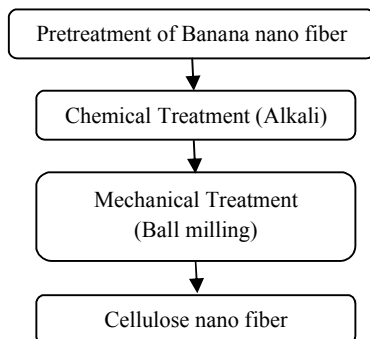 Pretreatment of Banana nano fiber
Chemical Treatment (Alkali)
Mechanical Treatment
(Ball milling)
Cellulose nano fiber